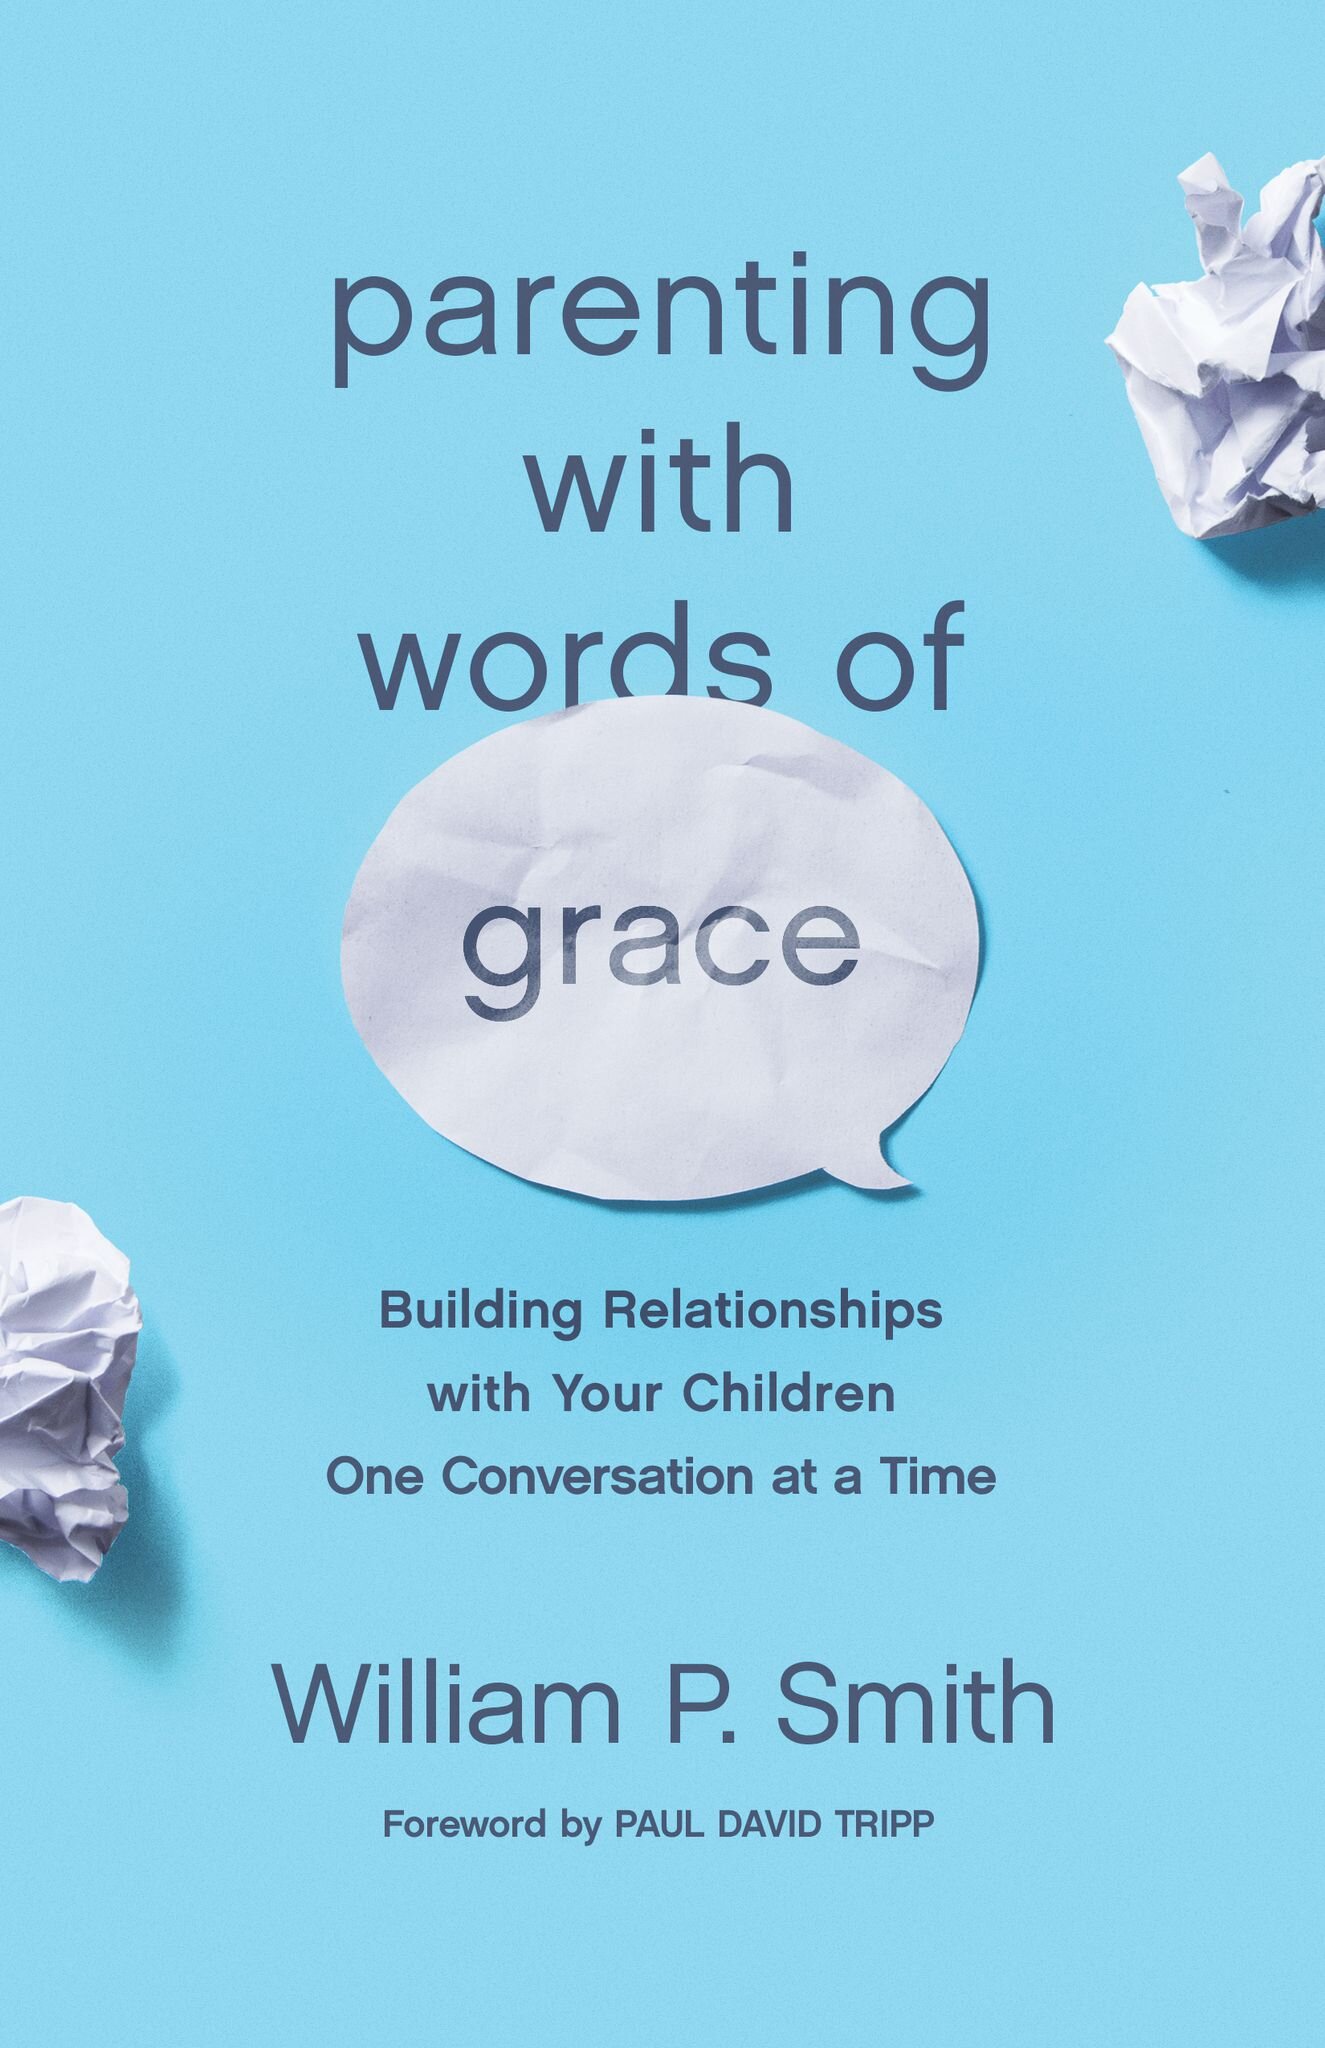 parenting
with
words of
grace
Building Relationships
with Your Children
One Conversation at a Time
William P. Smith
Foreword by PAUL DAVID TRIPP